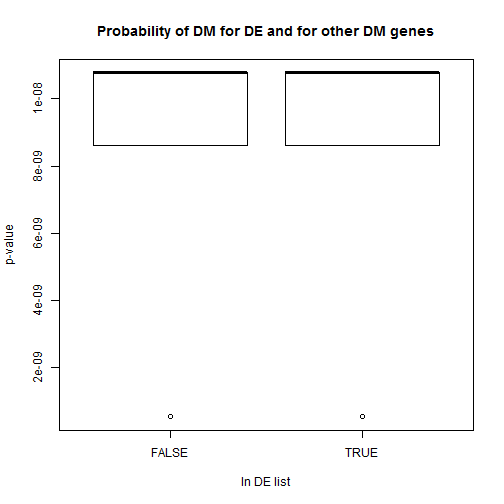 Probability of DM for DE and for other DM genes
p-value
1e-08
8e-09
6e-09
4e-09
2e-09
FALSE TRUE
In DE list